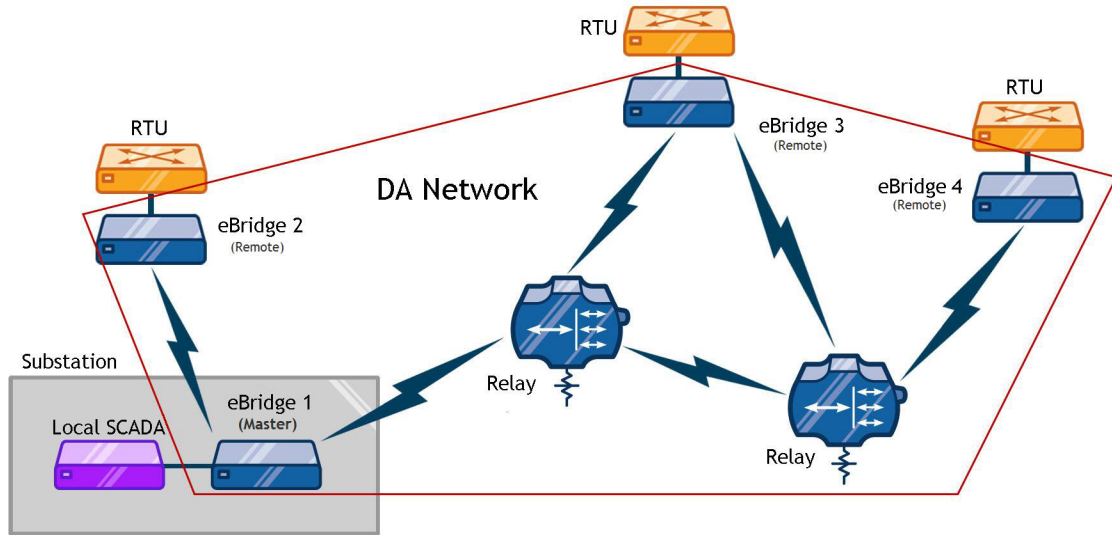 RTU
eBridge 3
(Remote)
RTU
eBridge 4
(Remote)
RTU
eBridge 2
(Remote)
DA Network
Relay
Relay
Substation
eBridge 1
(Master)
Local SCADA